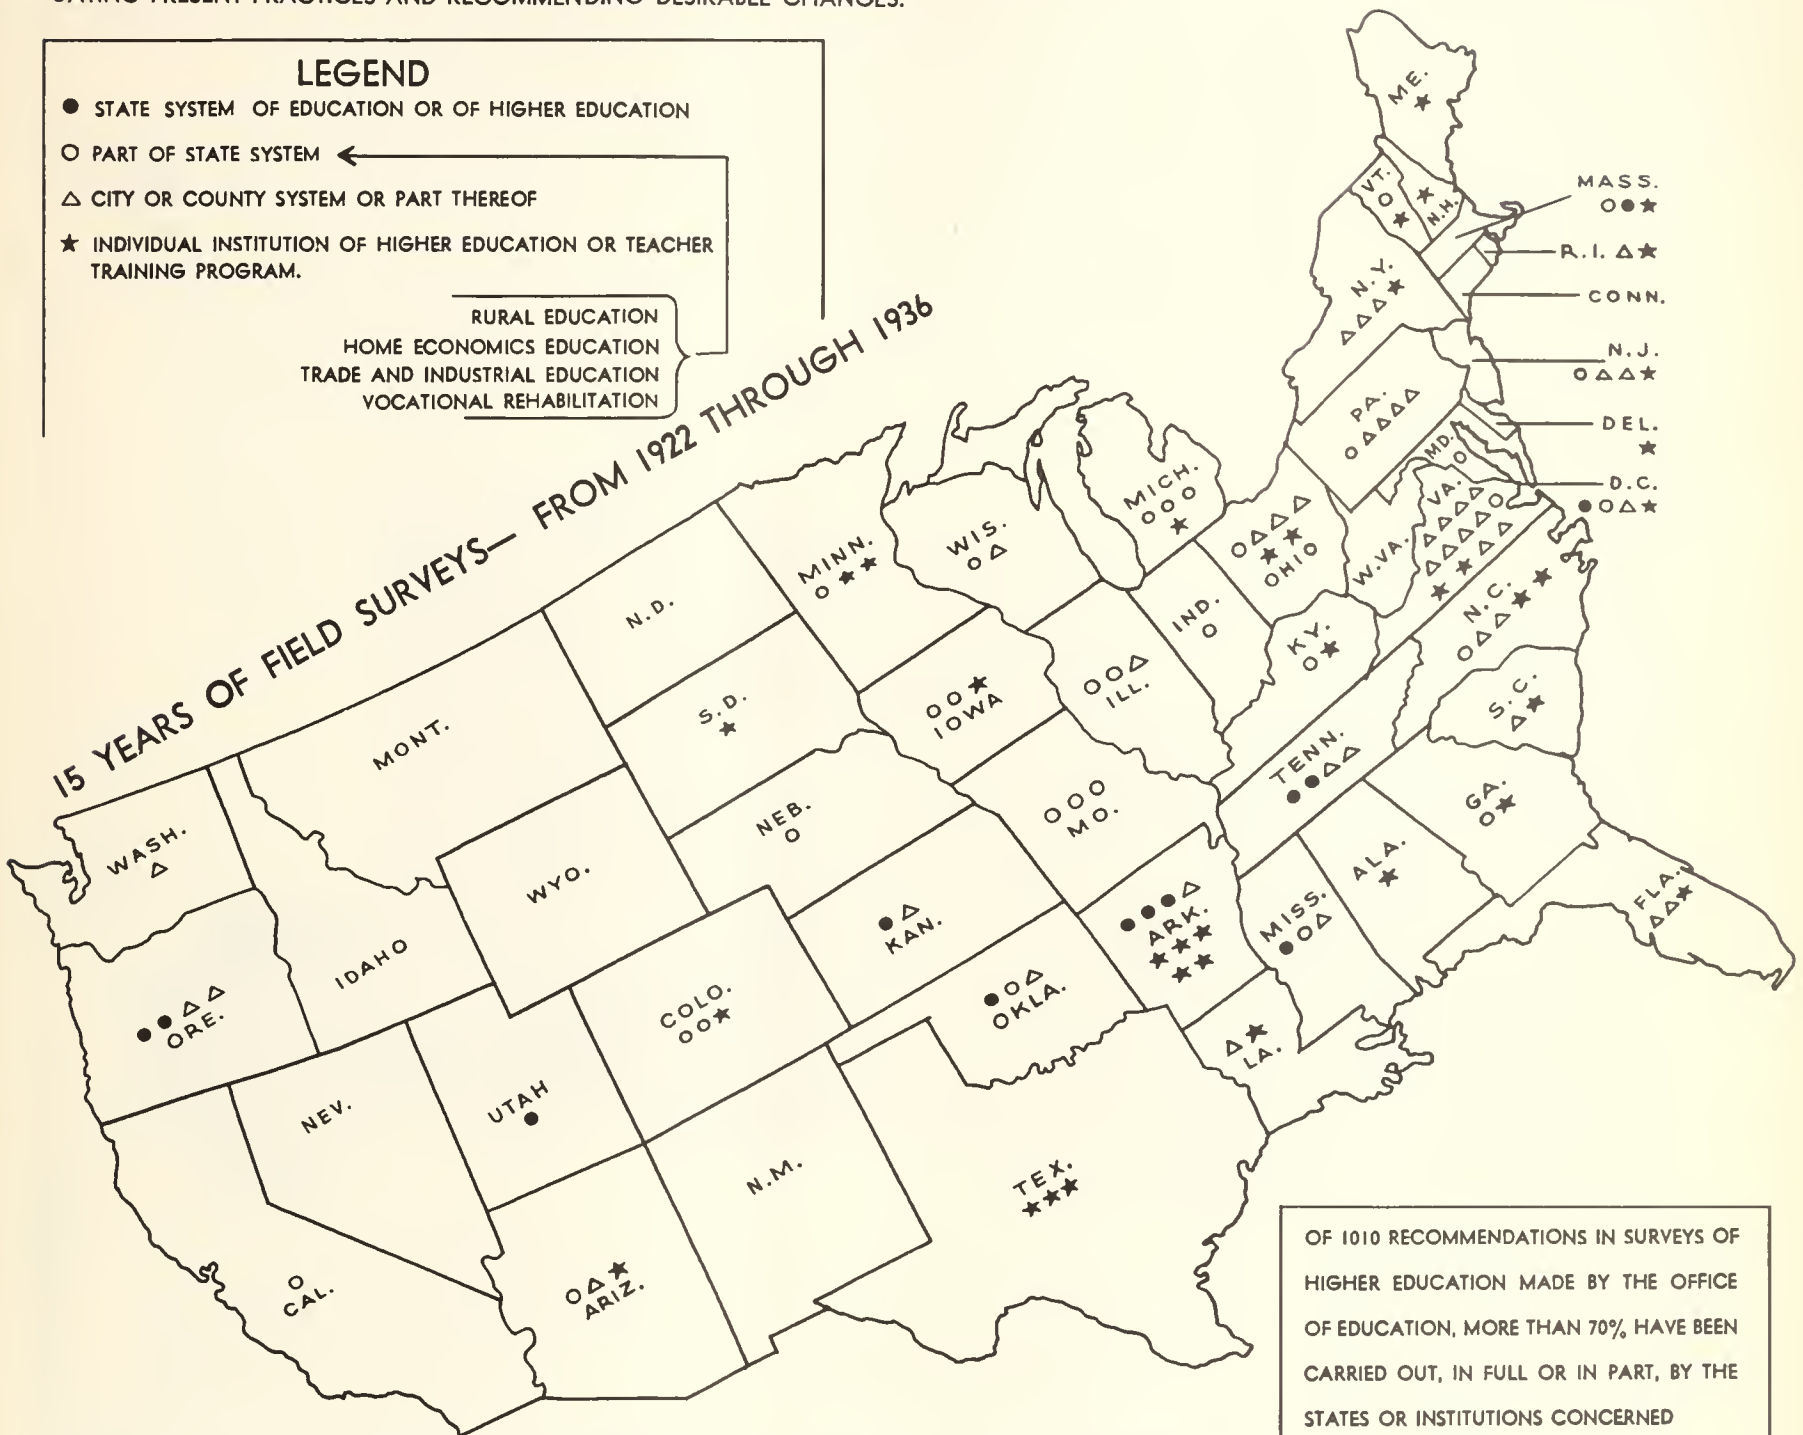 LEGEND
● STATE SYSTEM OF EDUCATION OR OF HIGHER EDUCATION
○ PART OF STATE SYSTEM
△ CITY OR COUNTY SYSTEM OR PART THEREOF
★ INDIVIDUAL INSTITUTION OF HIGHER EDUCATION OR TEACHER
TRAINING PROGRAM.
RURAL EDUCATION
HOME ECONOMICS EDUCATION
TRADE AND INDUSTRIAL EDUCATION
VOCATIONAL REHABILITATION
15 YEARS OF FIELD SURVEYS— FROM 1922 THROUGH 1936
ME.
VT.
N.H.
MASS.
R.I.
CONN.
N.Y.
N.J.
PA.
DEL.
MD.
D.C.
VA.
W.VA.
OHIO
MICH.
WIS.
MINN.
N.D.
S.D.
MONT.
WASH.
ORE.
IDAHO
WYO.
NEB.
IOWA
ILL.
IND.
KY.
N.C.
S.C.
TENN.
GA.
FLA.
ALA.
MISS.
ARK.
MO.
KAN.
OKLA.
LA.
COLO.
UTAH
NEV.
CAL.
ARIZ.
N.M.
TEX.
OF 1010 RECOMMENDATIONS IN SURVEYS OF
HIGHER EDUCATION MADE BY THE OFFICE
OF EDUCATION, MORE THAN 70% HAVE BEEN
CARRIED OUT, IN FULL OR IN PART, BY THE
STATES OR INSTITUTIONS CONCERNED